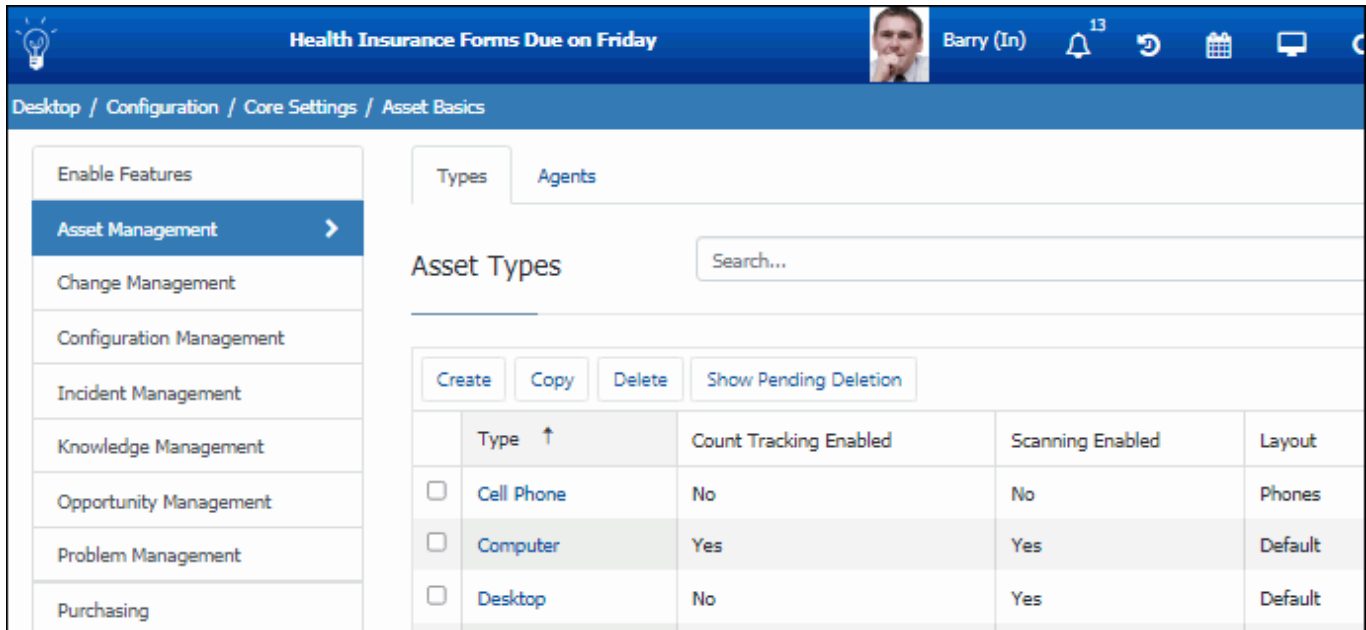 Health Insurance Forms Due on Friday
Barry (In)
13
Desktop / Configuration / Core Settings / Asset Basics
Enable Features
Asset Management
Change Management
Configuration Management
Incident Management
Knowledge Management
Opportunity Management
Problem Management
Purchasing
Types Agents
Asset Types
Search...
Create Copy Delete Show Pending Deletion
Type ↑ Count Tracking Enabled Scanning Enabled Layout
Cell Phone No No Phones
Computer Yes Yes Default
Desktop No Yes Default